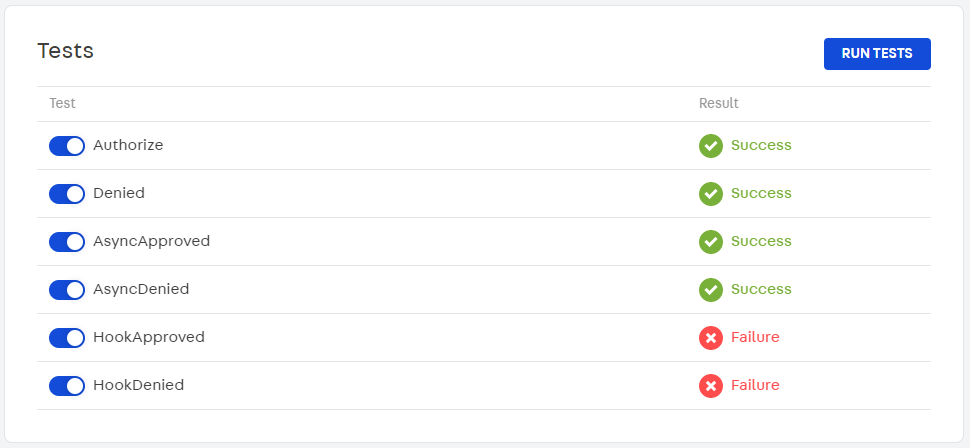 Tests
RUN TESTS
Test Result
Authorize Success
Denied Success
AsyncApproved Success
AsyncDenied Success
HookApproved Failure
HookDenied Failure